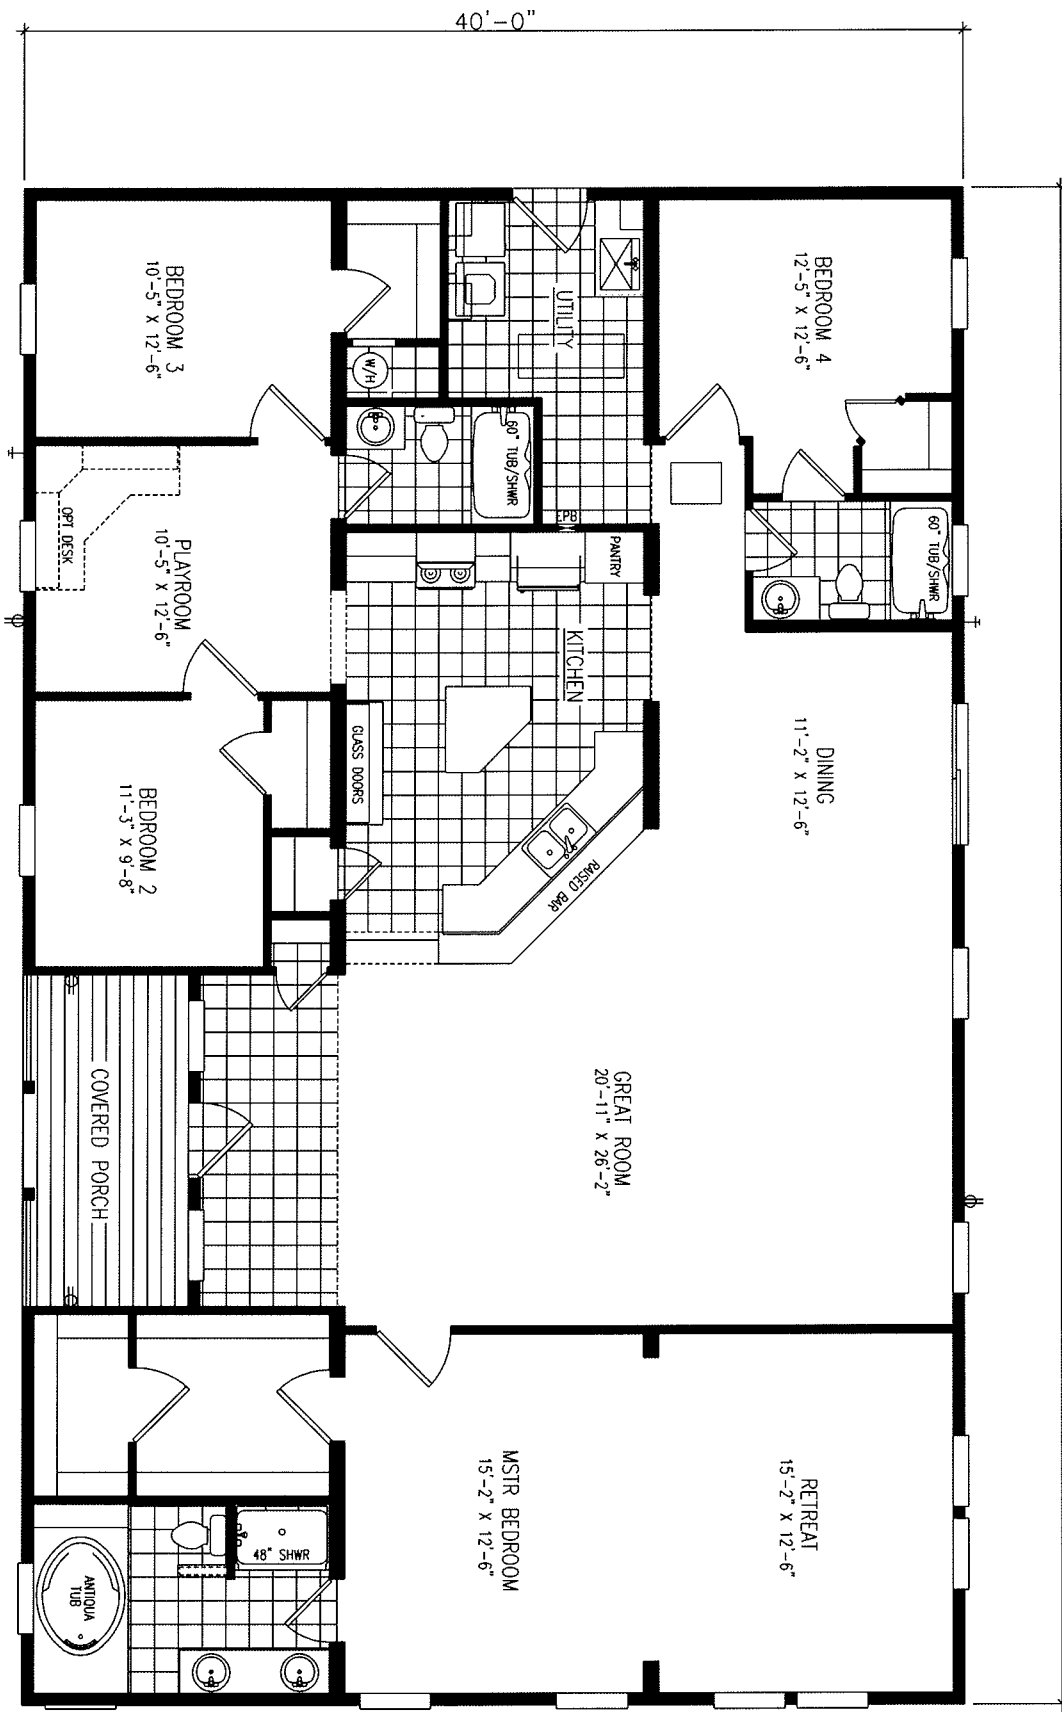 40'-0"
BEDROOM 3
10'-5" X 12'-6"
W/H
UTILITY
BEDROOM 4
12'-5" X 12'-6"
60" TUB/SHWR
60" TUB/SHWR
OPT DESK
PLAYROOM
10'-5" X 12'-6"
EPB
PANTRY
KITCHEN
GLASS DOORS
DINING
11'-2" X 12'-6"
BEDROOM 2
11'-3" X 9'-8"
RAISED BAR
COVERED PORCH
GREAT ROOM
20'-11" X 26'-2"
MSTR BEDROOM
15'-2" X 12'-6"
RETREAT
15'-2" X 12'-6"
48" SHWR
ANTIQUA
TUB